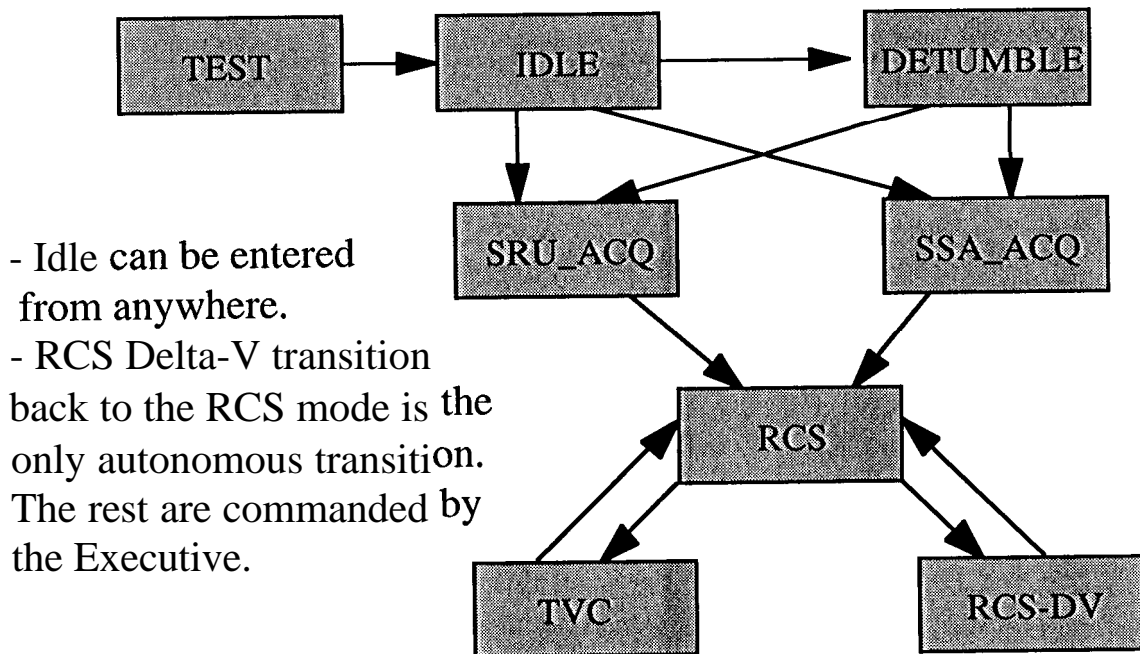 TEST
IDLE
DETUMBLE
SRU_ACQ
SSA_ACQ
- Idle can be entered
from anywhere.
- RCS Delta-V transition
back to the RCS mode is the
only autonomous transition.
The rest are commanded by
the Executive.
RCS
TVC
RCS-DV